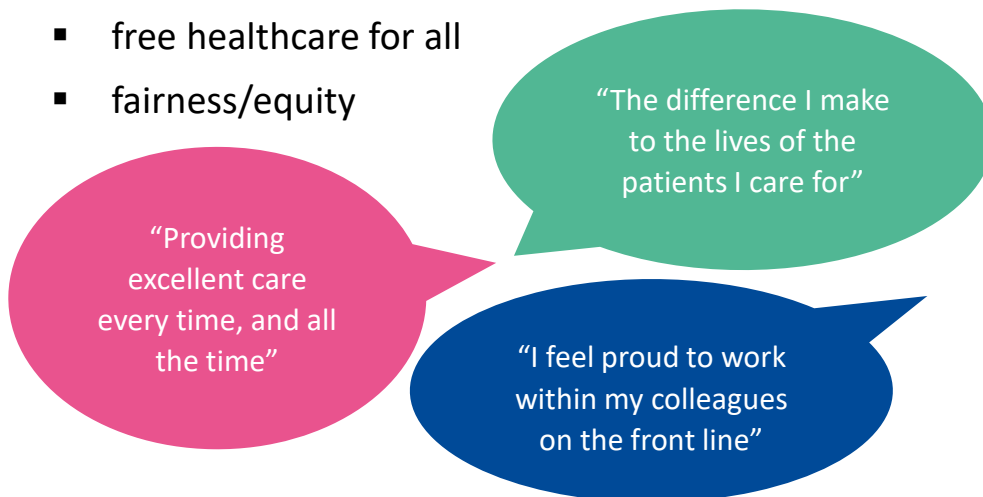 ▪ free healthcare for all
▪ fairness/equity
“The difference I make
to the lives of the
patients I care for”
“Providing
excellent care
every time, and all
the time”
“I feel proud to work
within my colleagues
on the front line”